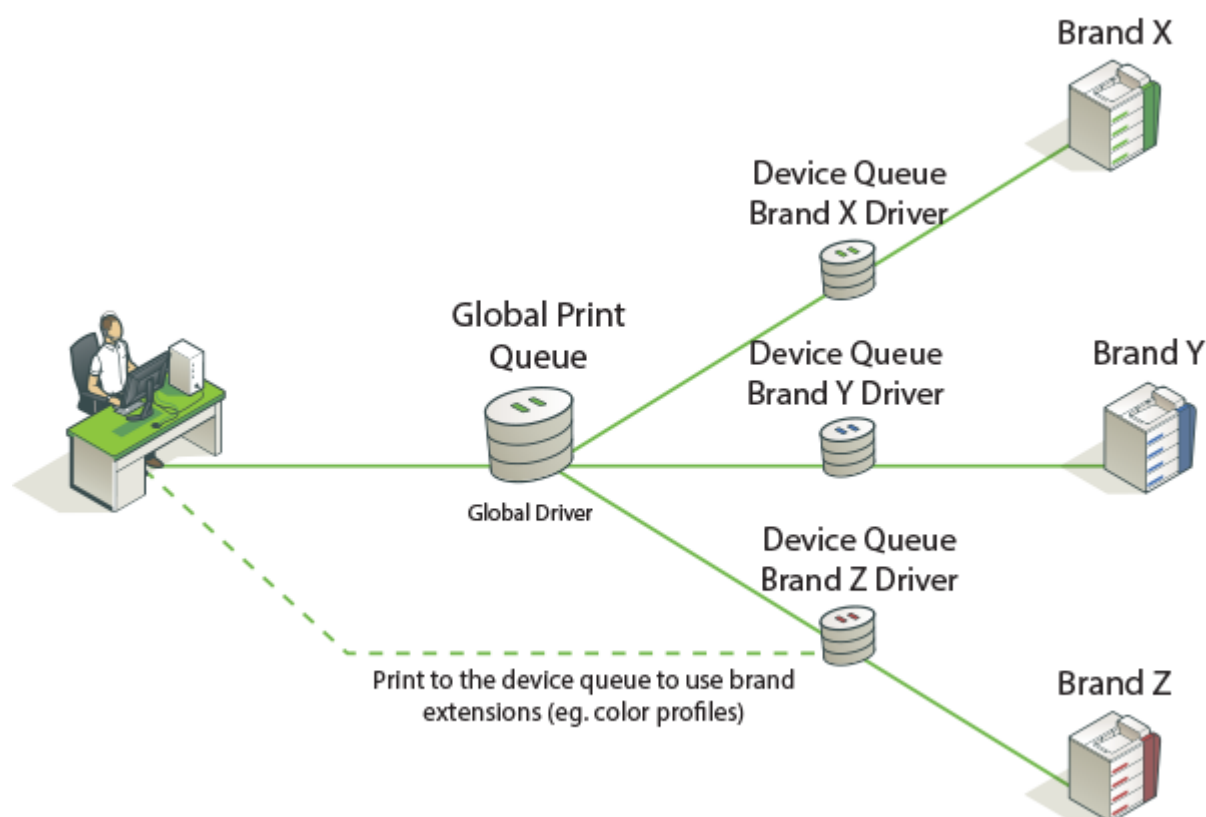 Brand X
Device Queue
Brand X Driver
Global Print
Queue
Device Queue
Brand Y Driver
Brand Y
Global Driver
Device Queue
Brand Z Driver
Print to the device queue to use brand
extensions (eg. color profiles)
Brand Z